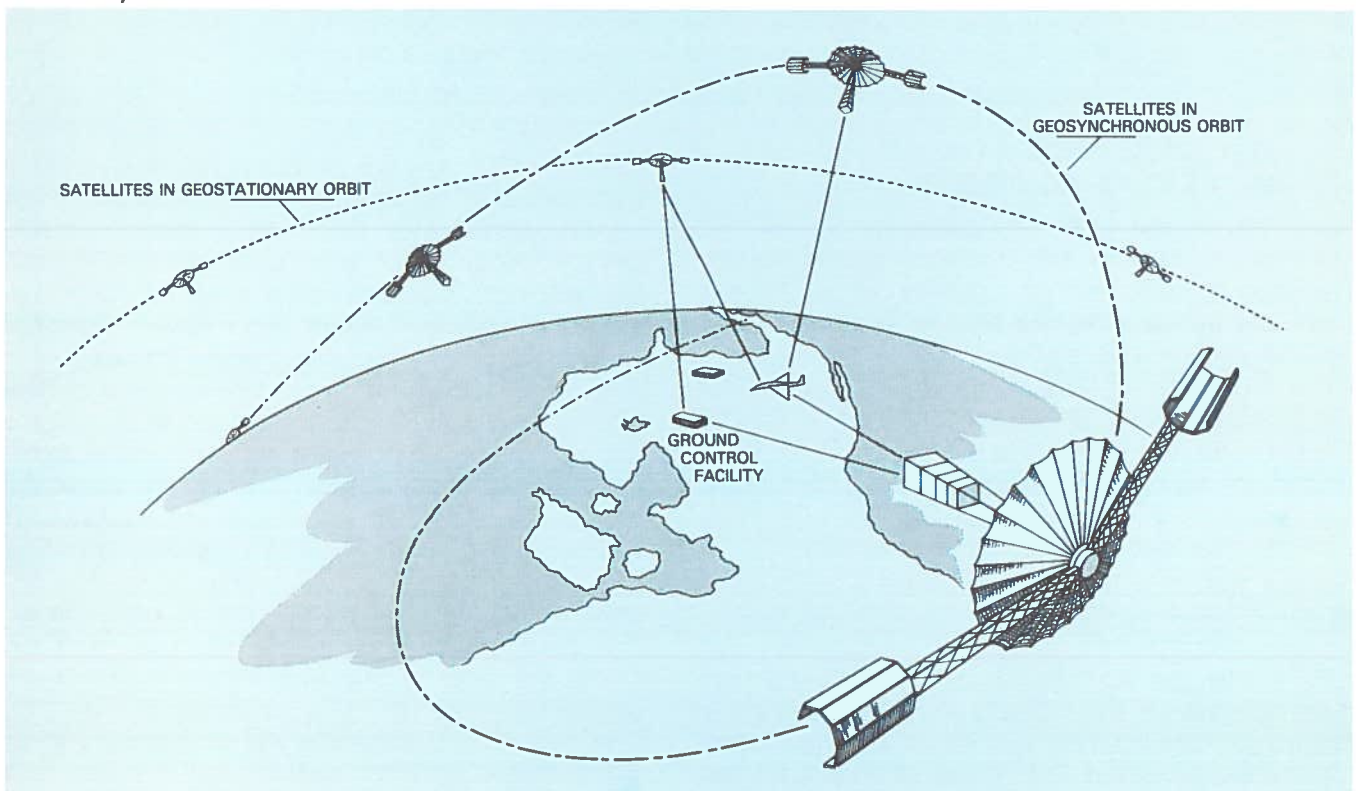 SATELLITES IN
GEOSYNCHRONOUS ORBIT
SATELLITES IN GEOSTATIONARY ORBIT
GROUND
CONTROL
FACILITY